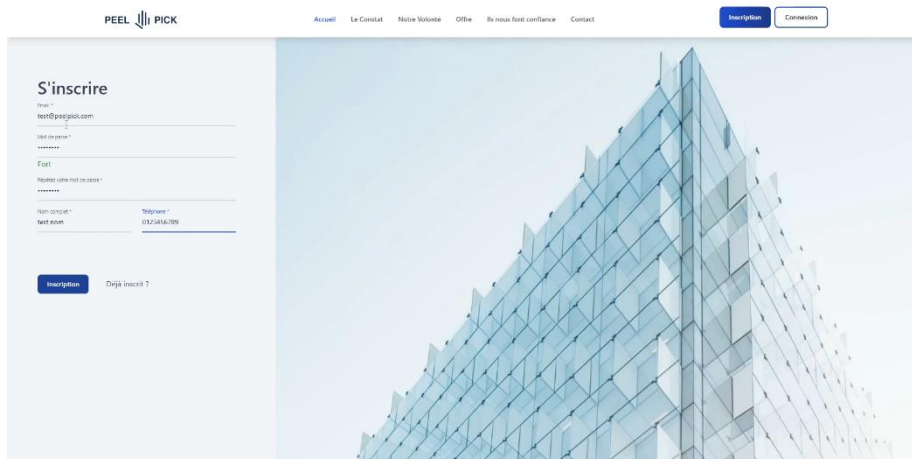 PEEL PICK
Accueil Le Constat Notre Volonté Offre Ils nous font confiance Contact
Inscription Connexion
S'inscrire
Email *
test@peelpick.com
Mot de passe *
••••••••
Fort
Répétez votre mot de passe *
••••••••
Nom complet * Téléphone *
test nom 0123456789
Inscription Déjà inscrit ?